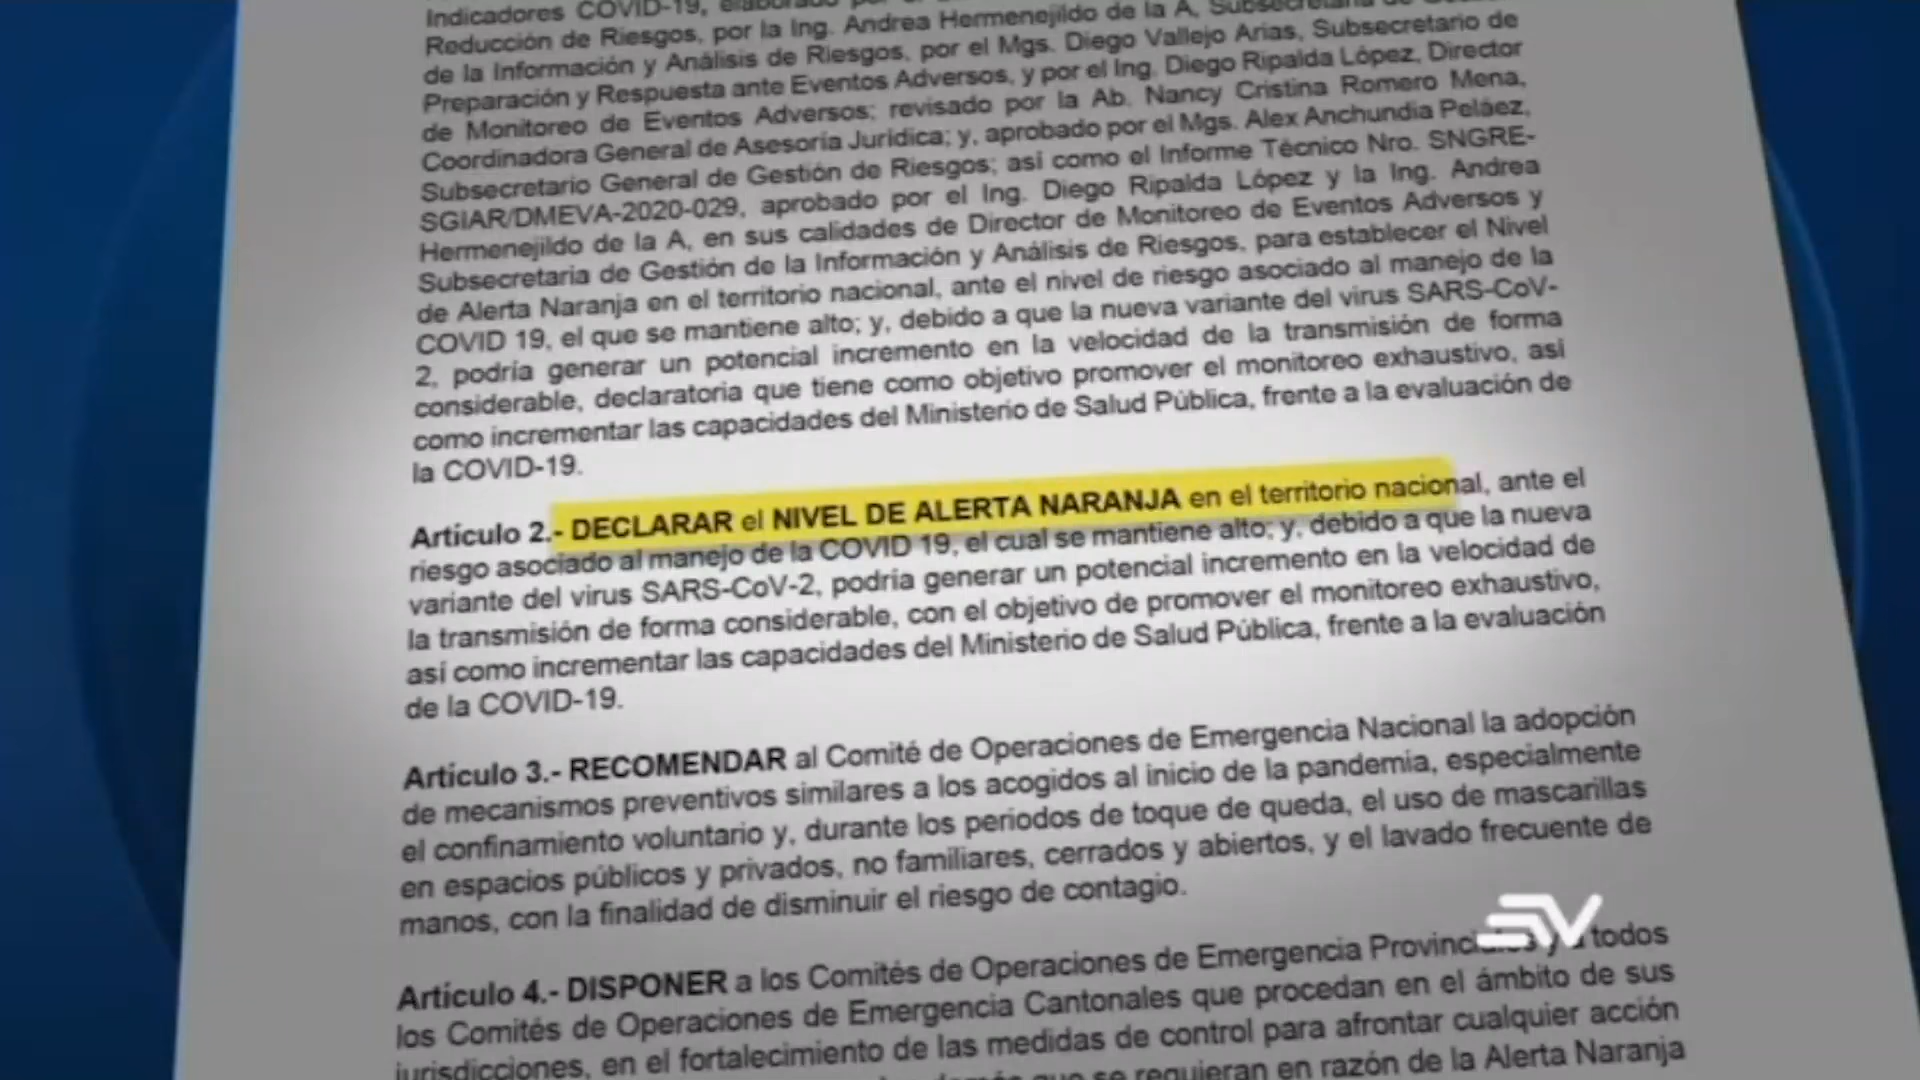 Indicadores COVID-19, elaborado por el
Reducción de Riesgos, por la Ing. Andrea Hermenejildo de la A, Subsecretaria de
de la Información y Análisis de Riesgos, por el Mgs. Diego Vallejo Arias, Subsecretario de
Preparación y Respuesta ante Eventos Adversos, y por el Ing. Diego Ripalda López, Director
de Monitoreo de Eventos Adversos; revisado por la Ab. Nancy Cristina Romero Mena,
Coordinadora General de Asesoría Jurídica; y, aprobado por el Mgs. Alex Anchundia Peláez,
Subsecretario General de Gestión de Riesgos; así como el Informe Técnico Nro. SNGRE-
SGIAR/DMEVA-2020-029, aprobado por el Ing. Diego Ripalda López y la Ing. Andrea
Hermenejildo de la A, en sus calidades de Director de Monitoreo de Eventos Adversos y
Subsecretaria de Gestión de la Información y Análisis de Riesgos, para establecer el Nivel
de Alerta Naranja en el territorio nacional, ante el nivel de riesgo asociado al manejo de la
COVID 19, el que se mantiene alto; y, debido a que la nueva variante del virus SARS-CoV-
2, podría generar un potencial incremento en la velocidad de la transmisión de forma
considerable, declaratoria que tiene como objetivo promover el monitoreo exhaustivo, así
como incrementar las capacidades del Ministerio de Salud Pública, frente a la evaluación de
la COVID-19.
Artículo 2.- DECLARAR el NIVEL DE ALERTA NARANJA en el territorio nacional, ante el
riesgo asociado al manejo de la COVID 19, el cual se mantiene alto; y, debido a que la nueva
variante del virus SARS-CoV-2, podría generar un potencial incremento en la velocidad de
la transmisión de forma considerable, con el objetivo de promover el monitoreo exhaustivo,
así como incrementar las capacidades del Ministerio de Salud Pública, frente a la evaluación
de la COVID-19.
Artículo 3.- RECOMENDAR al Comité de Operaciones de Emergencia Nacional la adopción
de mecanismos preventivos similares a los acogidos al inicio de la pandemia, especialmente
el confinamiento voluntario y, durante los periodos de toque de queda, el uso de mascarillas
en espacios públicos y privados, no familiares, cerrados y abiertos, y el lavado frecuente de
manos, con la finalidad de disminuir el riesgo de contagio.
Artículo 4.- DISPONER a los Comités de Operaciones de Emergencia Provinciales y a todos
los Comités de Operaciones de Emergencia Cantonales que procedan en el ámbito de sus
jurisdicciones, en el fortalecimiento de las medidas de control para afrontar cualquier acción
que se requieran en razón de la Alerta Naranja